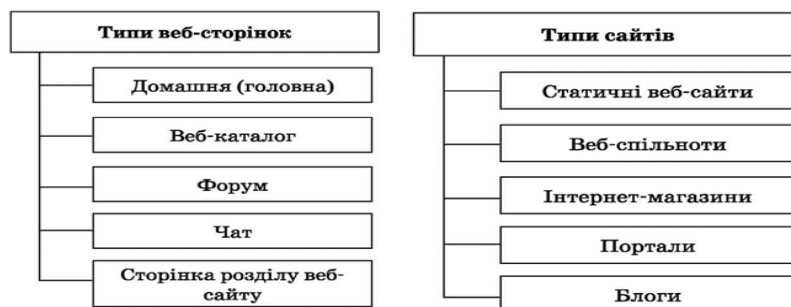 Типи веб-сторінок
Домашня (головна)
Веб-каталог
Форум
Чат
Сторінка розділу веб-
сайту
Типи сайтів
Статичні веб-сайти
Веб-спільноти
Інтернет-магазини
Портали
Блоги